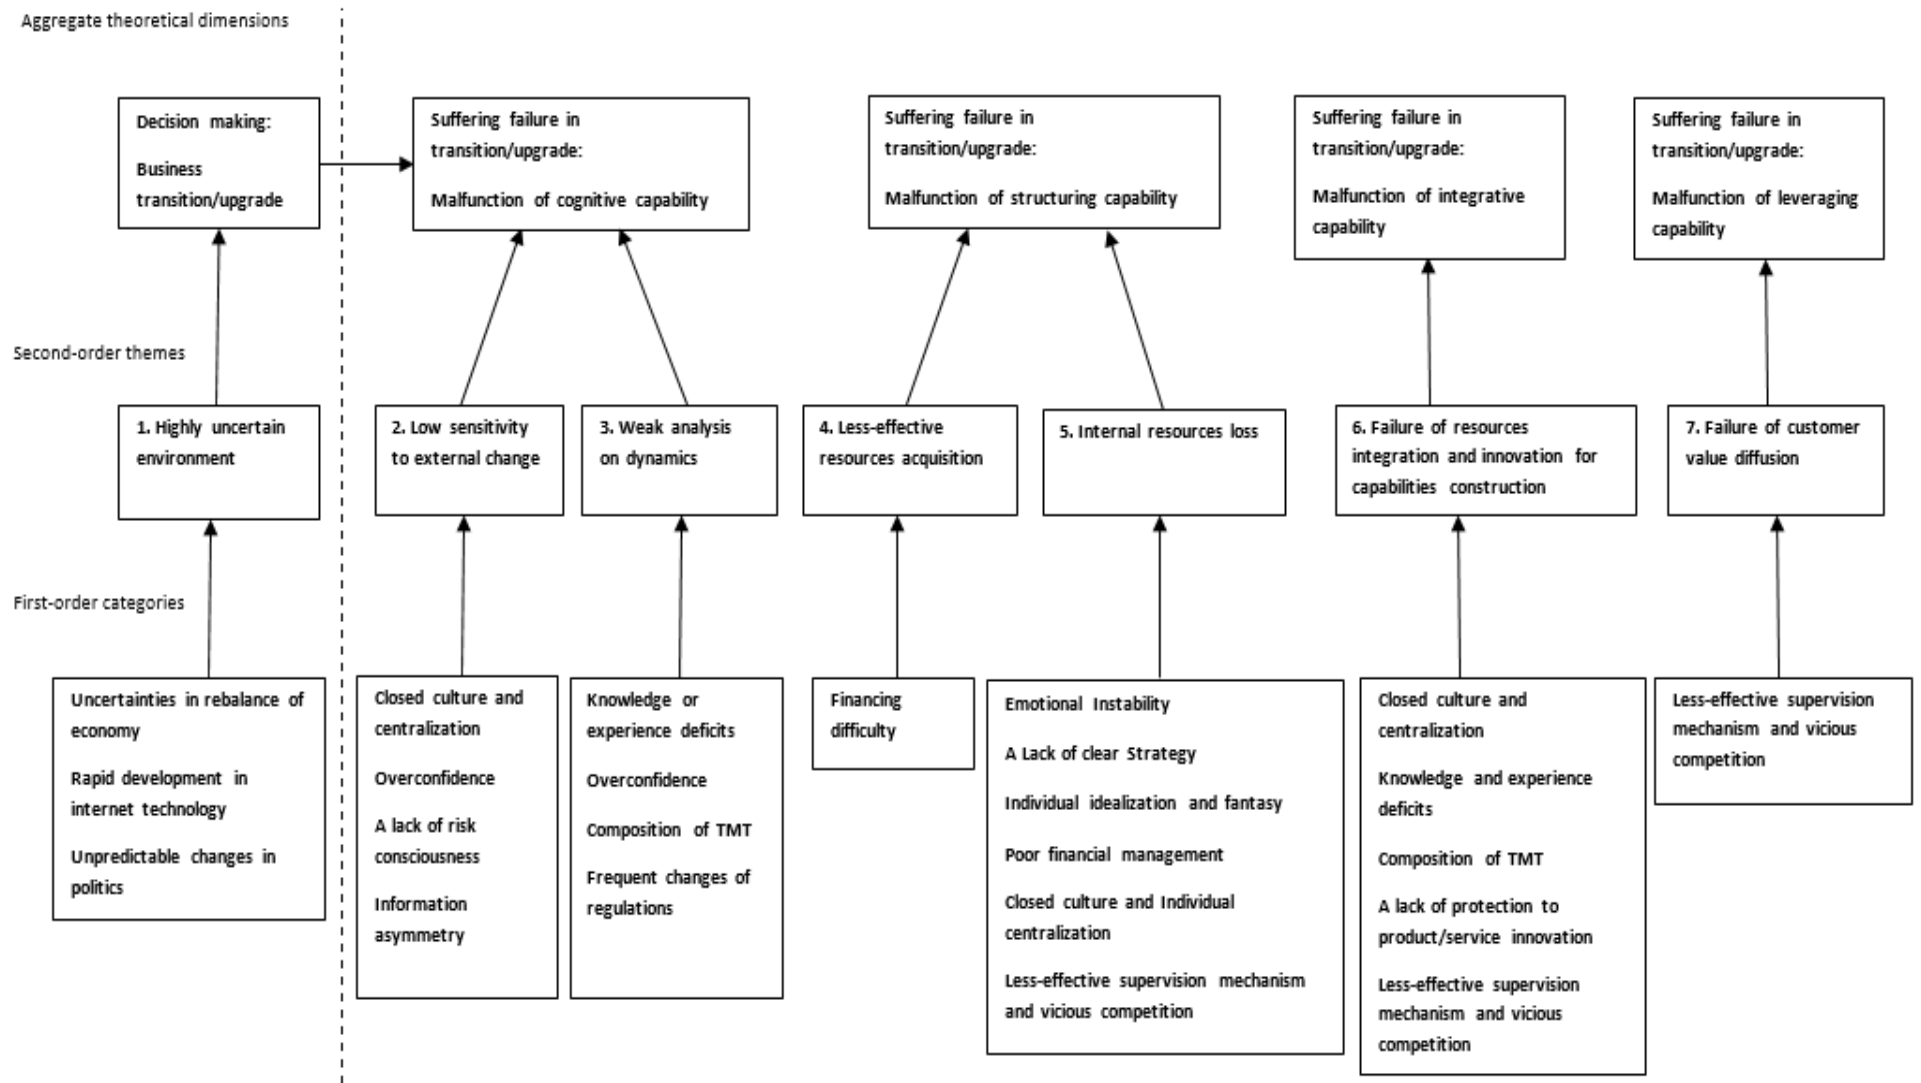 Aggregate theoretical dimensions
Decision making:
Business
transition/upgrade
Suffering failure in
transition/upgrade:
Malfunction of cognitive capability
Suffering failure in
transition/upgrade:
Malfunction of structuring capability
Suffering failure in
transition/upgrade:
Malfunction of integrative
capability
Suffering failure in
transition/upgrade:
Malfunction of leveraging
capability
Second-order themes
1. Highly uncertain
environment
2. Low sensitivity
to external change
3. Weak analysis
on dynamics
4. Less-effective
resources acquisition
5. Internal resources loss
6. Failure of resources
integration and innovation for
capabilities construction
7. Failure of customer
value diffusion
First-order categories
Uncertainties in rebalance of
economy
Rapid development in
internet technology
Unpredictable changes in
politics
Closed culture and
centralization
Overconfidence
A lack of risk
consciousness
Information
asymmetry
Knowledge or
experience deficits
Overconfidence
Composition of TMT
Frequent changes of
regulations
Financing
difficulty
Emotional Instability
A Lack of clear Strategy
Individual idealization and fantasy
Poor financial management
Closed culture and Individual
centralization
Less-effective supervision mechanism
and vicious competition
Closed culture and
centralization
Knowledge and experience
deficits
Composition of TMT
A lack of protection to
product/service innovation
Less-effective supervision
mechanism and vicious
competition
Less-effective supervision
mechanism and vicious
competition